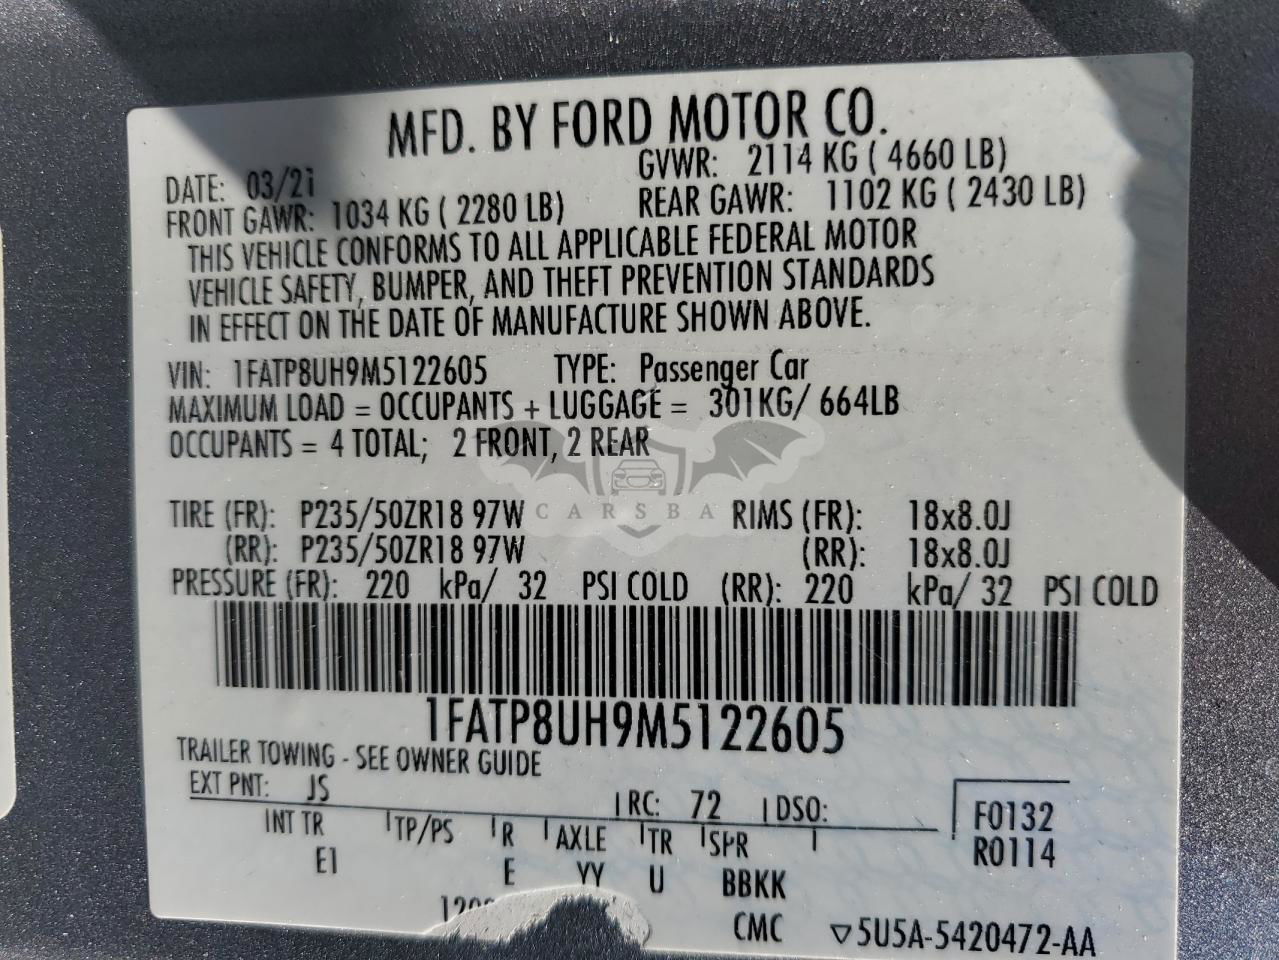 MFD. BY FORD MOTOR CO.
DATE: 03/21 GVWR: 2114 KG ( 4660 LB)
FRONT GAWR: 1034 KG ( 2280 LB) REAR GAWR: 1102 KG ( 2430 LB)
THIS VEHICLE CONFORMS TO ALL APPLICABLE FEDERAL MOTOR
VEHICLE SAFETY, BUMPER, AND THEFT PREVENTION STANDARDS
IN EFFECT ON THE DATE OF MANUFACTURE SHOWN ABOVE.
VIN: 1FATP8UH9M5122605 TYPE: Passenger Car
MAXIMUM LOAD = OCCUPANTS + LUGGAGE = 301KG/ 664LB
OCCUPANTS = 4 TOTAL; 2 FRONT, 2 REAR
TIRE (FR): P235/50ZR18 97W RIMS (FR): 18x8.0J
(RR): P235/50ZR18 97W (RR): 18x8.0J
CARSBA
PRESSURE (FR): 220 kPa/ 32 PSI COLD (RR): 220 kPa/ 32 PSI COLD
1FATP8UH9M5122605
TRAILER TOWING - SEE OWNER GUIDE
EXT PNT: JS RC: 72 DSO: F0132
INT TR TP/PS R AXLE TR SPR R0114
E1 E YY U BBKK
CMC ▽5U5A-5420472-AA